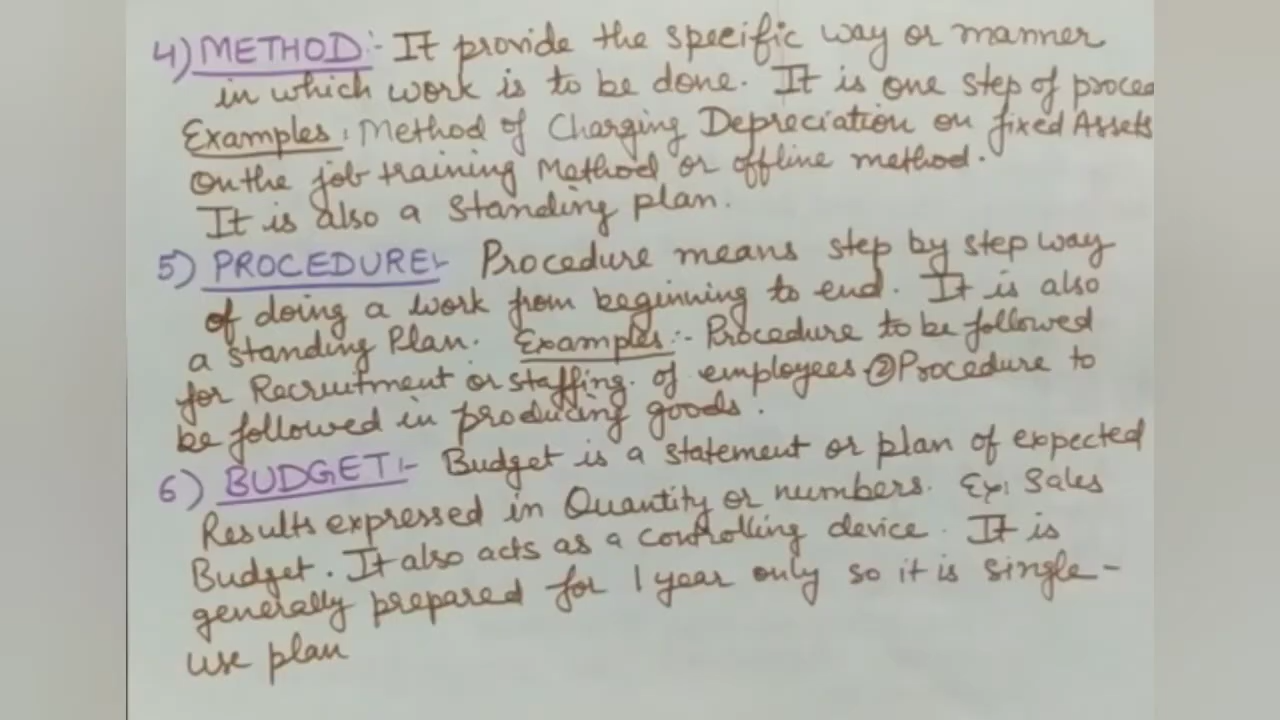 4) METHOD:- It provide the specific way or manner
in which work is to be done. It is one step of proced
Examples: Method of Charging Depreciation on fixed Assets
On the job training Method or offline method.
It is also a standing plan.
5) PROCEDURE:- Procedure means step by step way
of doing a work from beginning to end. It is also
a standing Plan. Examples:- Procedure to be followed
for Recruitment or staffing. of employees ② Procedure to
be followed in producing goods.
6) BUDGET:- Budget is a statement or plan of expected
Results expressed in Quantity or numbers. Ex: Sales
Budget. It also acts as a controlling device. It is
generally prepared for 1 year only so it is single-
use plan